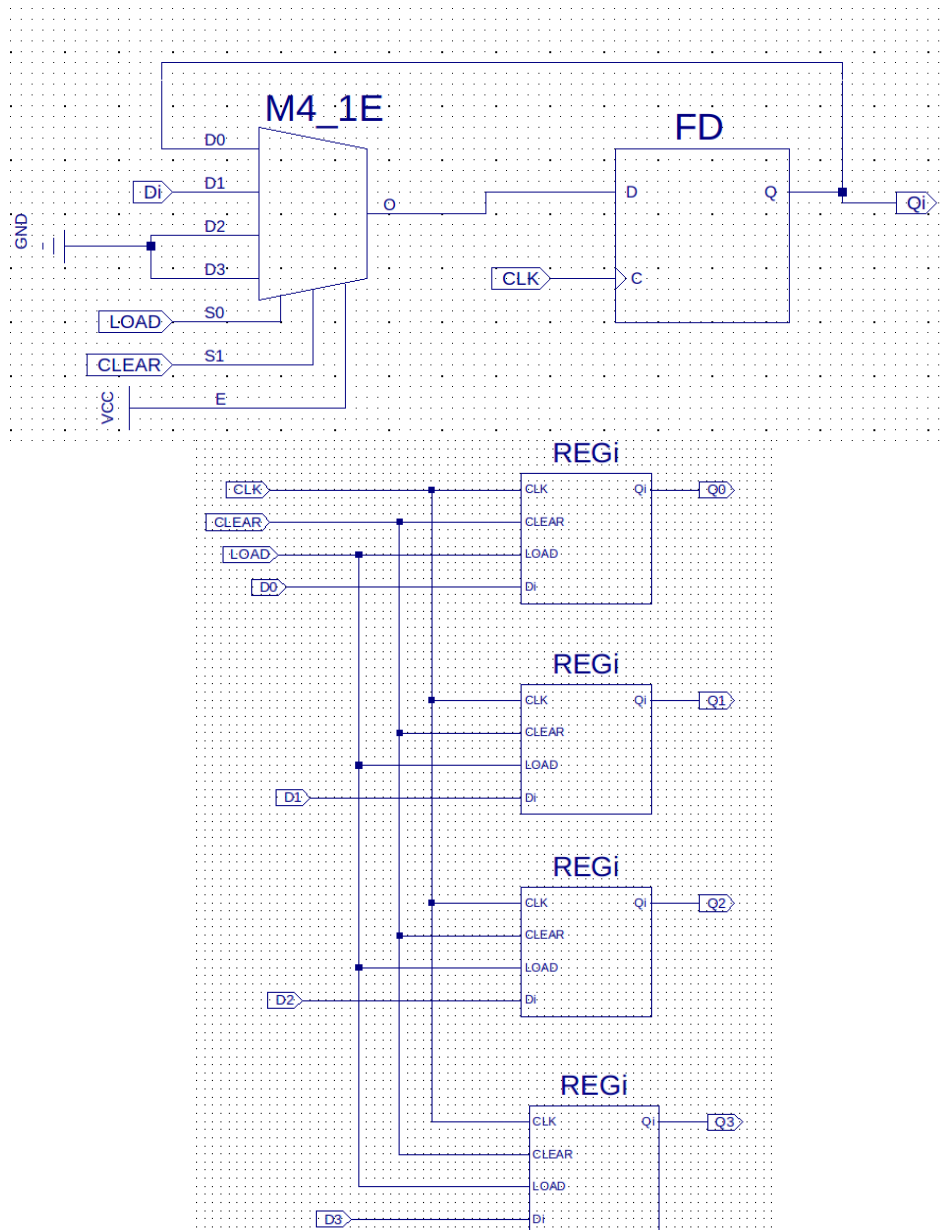 M4_1E
FD
D0
Di
D1
D
Q
Qi
O
D2
GND
D3
CLK
C
LOAD
S0
CLEAR
S1
VCC
E
REGi
CLK
CLK
Qi
Q0
CLEAR
CLEAR
LOAD
LOAD
D0
Di
REGi
CLK
Qi
Q1
CLEAR
LOAD
D1
Di
REGi
CLK
Qi
Q2
CLEAR
LOAD
D2
Di
REGi
CLK
Qi
Q3
CLEAR
LOAD
D3
Di